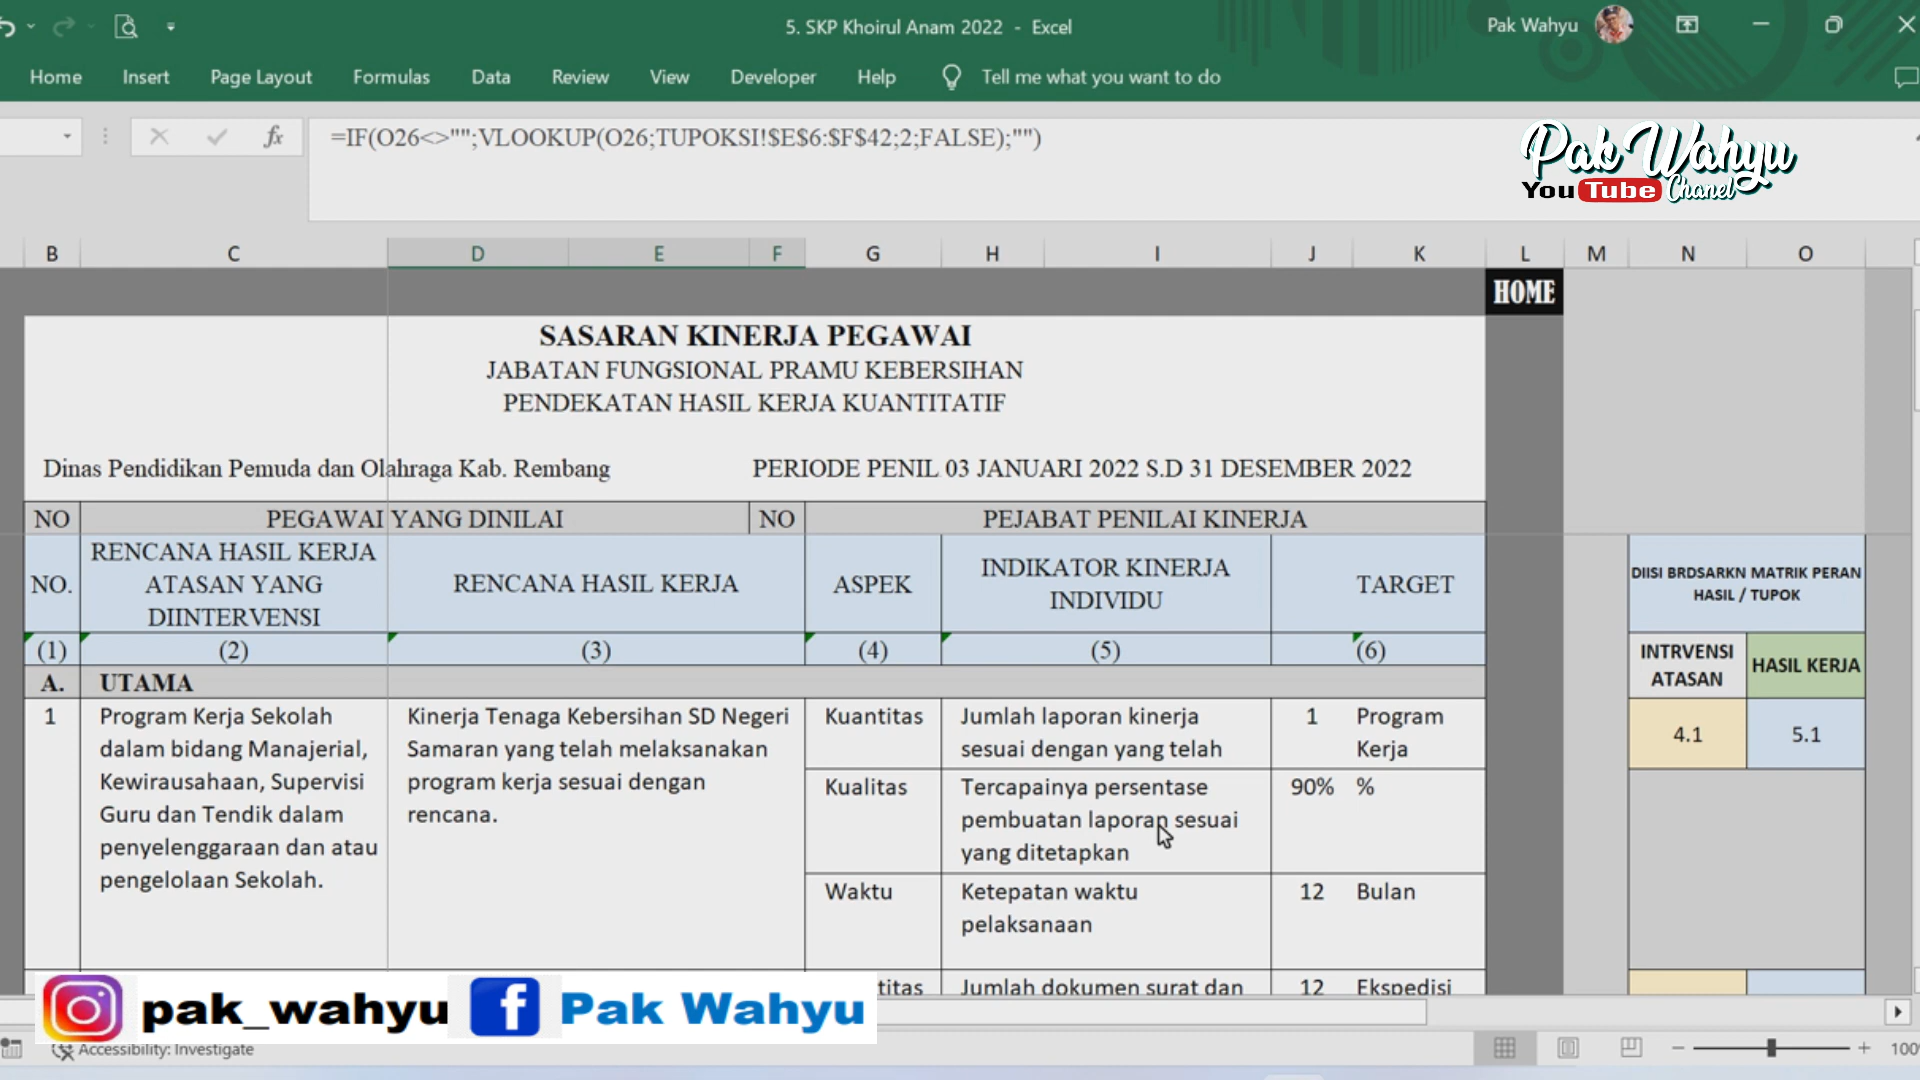 5. SKP Khoirul Anam 2022 - Excel
Pak Wahyu
Home Insert Page Layout Formulas Data Review View Developer Help Tell me what you want to do
fx =IF(O26<>"";VLOOKUP(O26;TUPOKSI!$E$6:$F$42;2;FALSE);"")
Pak Wahyu
YouTube Chanel
B C D E F G H I J K L M N O
HOME
SASARAN KINERJA PEGAWAI
JABATAN FUNGSIONAL PRAMU KEBERSIHAN
PENDEKATAN HASIL KERJA KUANTITATIF
Dinas Pendidikan Pemuda dan Olahraga Kab. Rembang PERIODE PENIL 03 JANUARI 2022 S.D 31 DESEMBER 2022
NO PEGAWAI YANG DINILAI NO PEJABAT PENILAI KINERJA
NO.
RENCANA HASIL KERJA
ATASAN YANG
DIINTERVENSI
RENCANA HASIL KERJA
ASPEK
INDIKATOR KINERJA
INDIVIDU
TARGET
DIISI BRDSARKN MATRIK PERAN
HASIL / TUPOK
(1) (2) (3) (4) (5) (6)
INTRVENSI
ATASAN
HASIL KERJA
A. UTAMA
1
Program Kerja Sekolah
dalam bidang Manajerial,
Kewirausahaan, Supervisi
Guru dan Tendik dalam
penyelenggaraan dan atau
pengelolaan Sekolah.
Kinerja Tenaga Kebersihan SD Negeri
Samaran yang telah melaksanakan
program kerja sesuai dengan
rencana.
Kuantitas
Jumlah laporan kinerja
sesuai dengan yang telah
1
Program
Kerja
4.1 5.1
Kualitas
Tercapainya persentase
pembuatan laporan sesuai
yang ditetapkan
90% %
Waktu
Ketepatan waktu
pelaksanaan
12 Bulan
titas Jumlah dokumen surat dan 12 Ekspedisi
pak_wahyu Pak Wahyu
Accessibility: Investigate
100